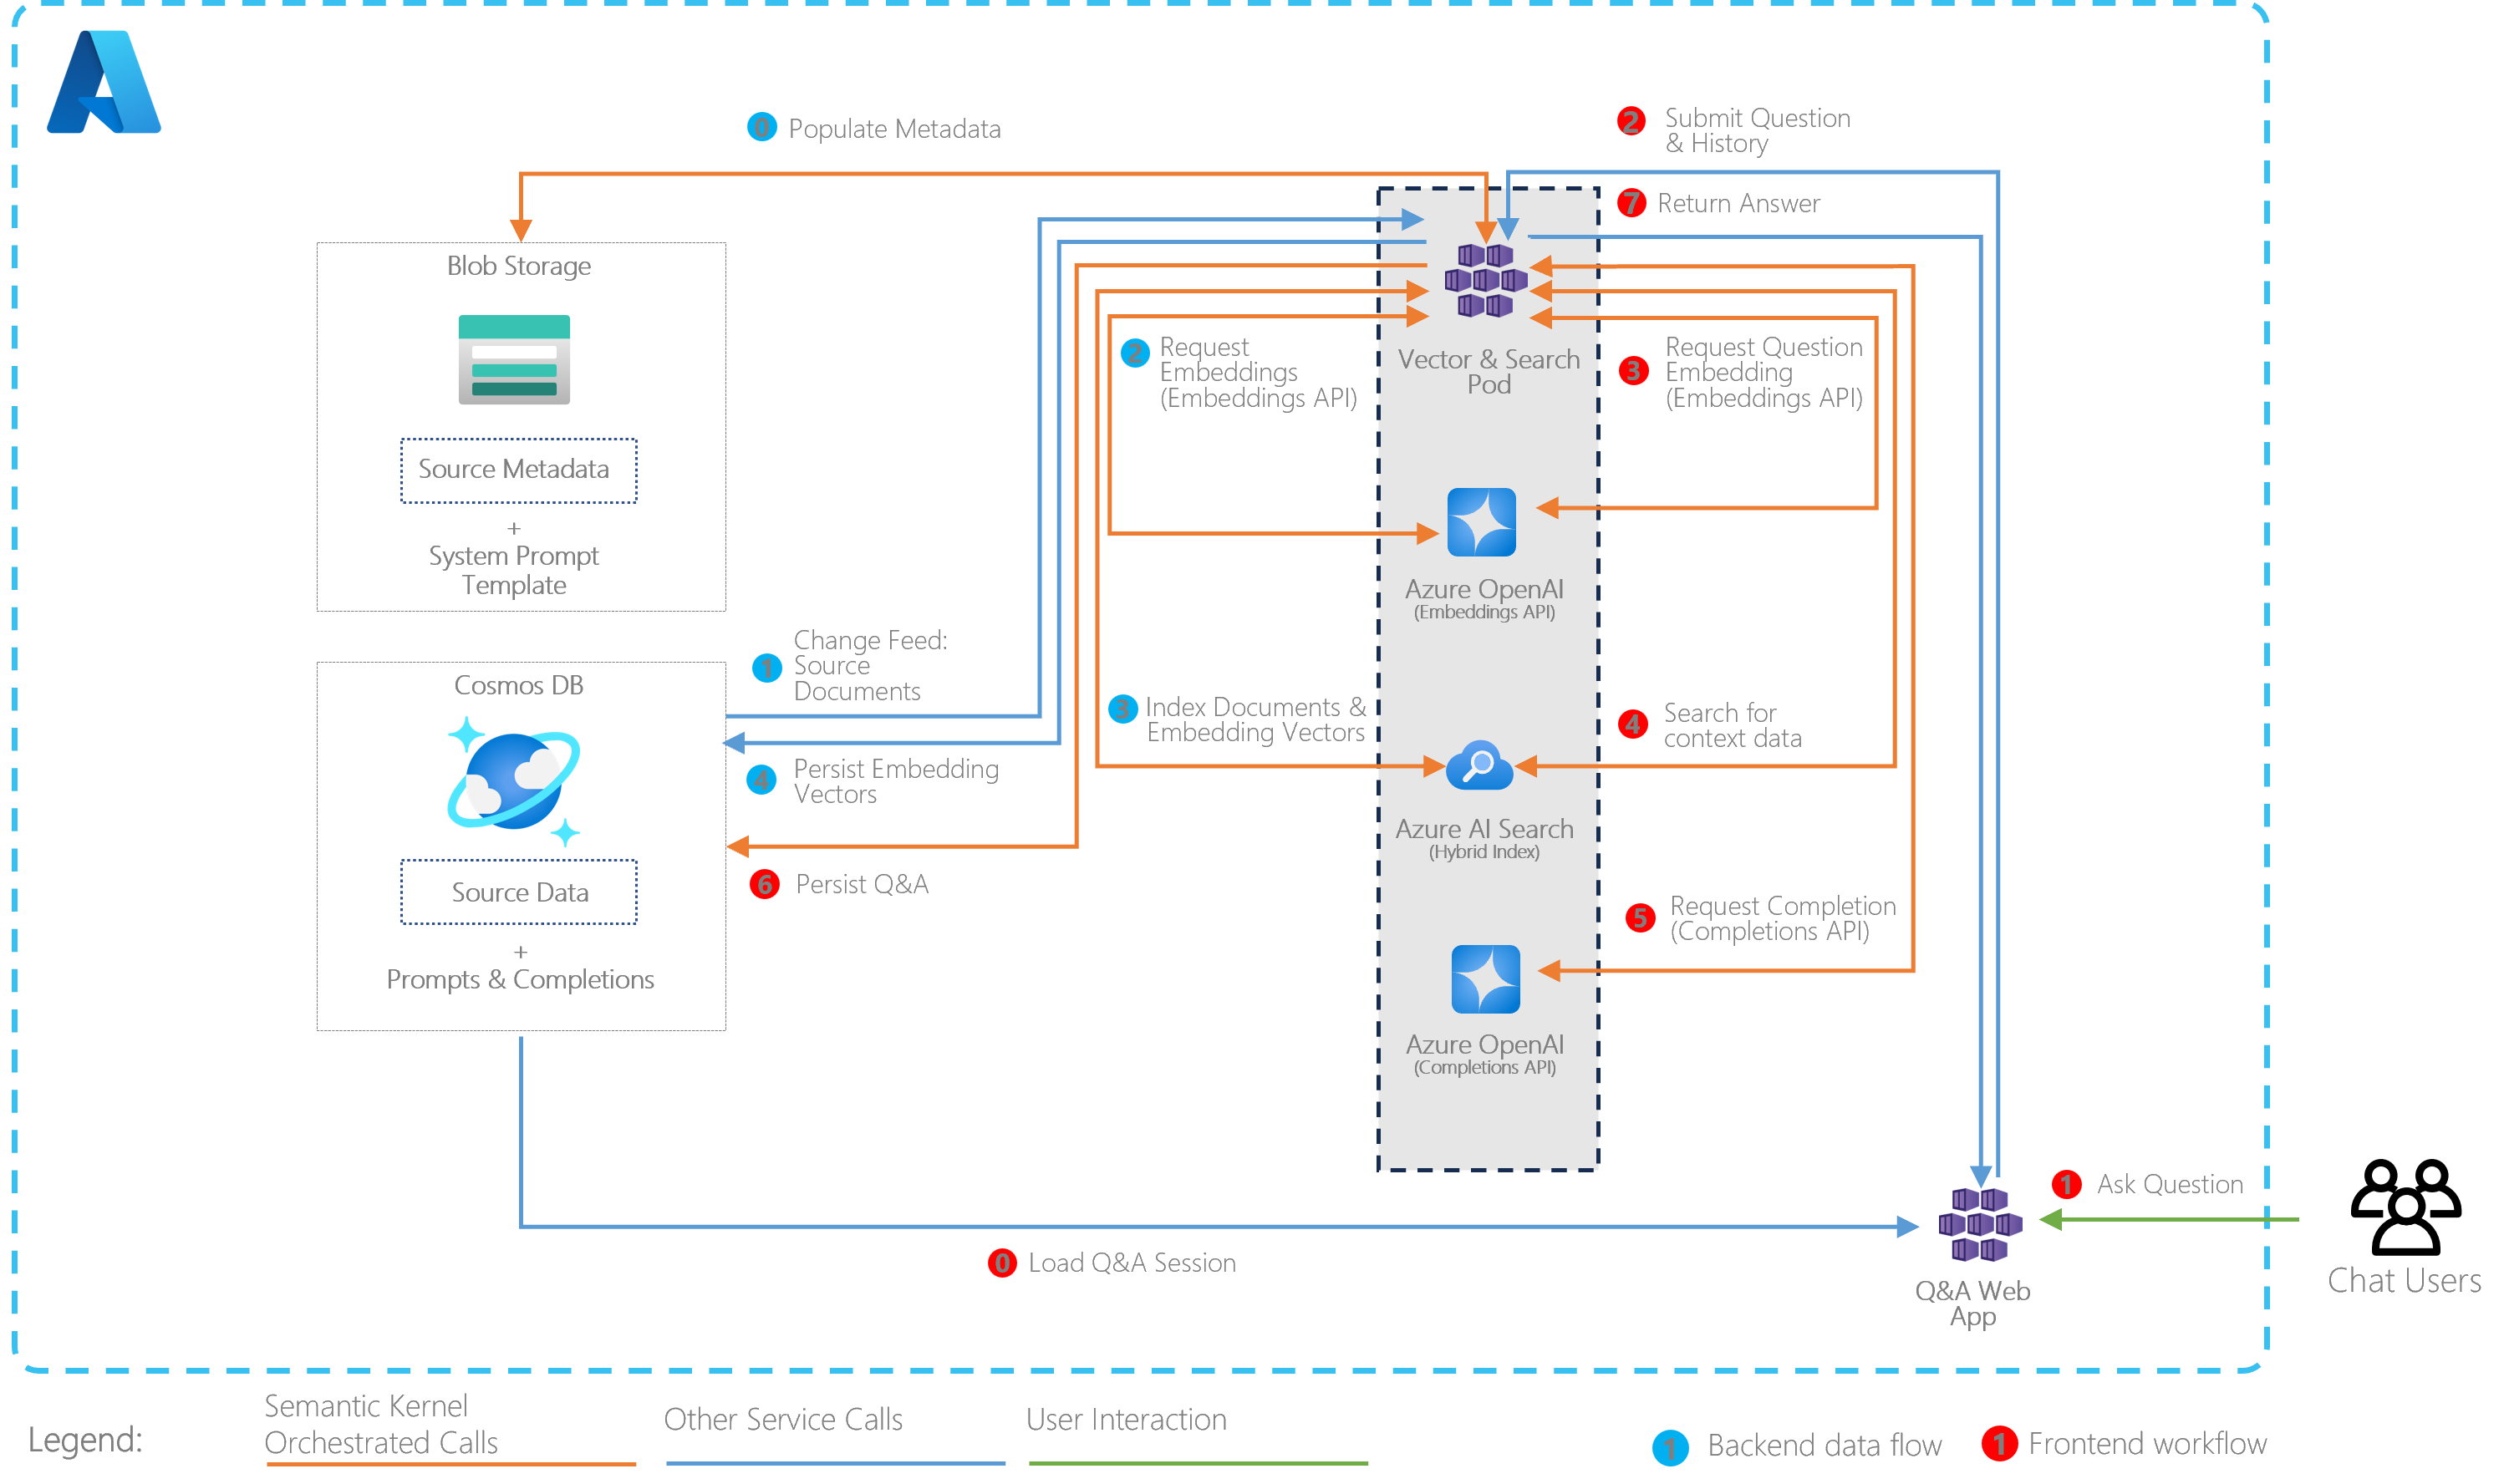 0 Populate Metadata
2 Submit Question
& History
7 Return Answer
Blob Storage
Source Metadata
+
System Prompt
Template
2 Request
Embeddings
(Embeddings API)
Vector & Search
Pod
3 Request Question
Embedding
(Embeddings API)
Azure OpenAI
(Embeddings API)
1 Change Feed:
Source
Documents
Cosmos DB
4 Persist Embedding
Vectors
3 Index Documents &
Embedding Vectors
4 Search for
context data
Azure AI Search
(Hybrid Index)
6 Persist Q&A
Source Data
+
Prompts & Completions
5 Request Completion
(Completions API)
Azure OpenAI
(Completions API)
0 Load Q&A Session
1 Ask Question
Q&A Web
App
Chat Users
Legend:
Semantic Kernel
Orchestrated Calls
Other Service Calls
User Interaction
1 Backend data flow
1 Frontend workflow